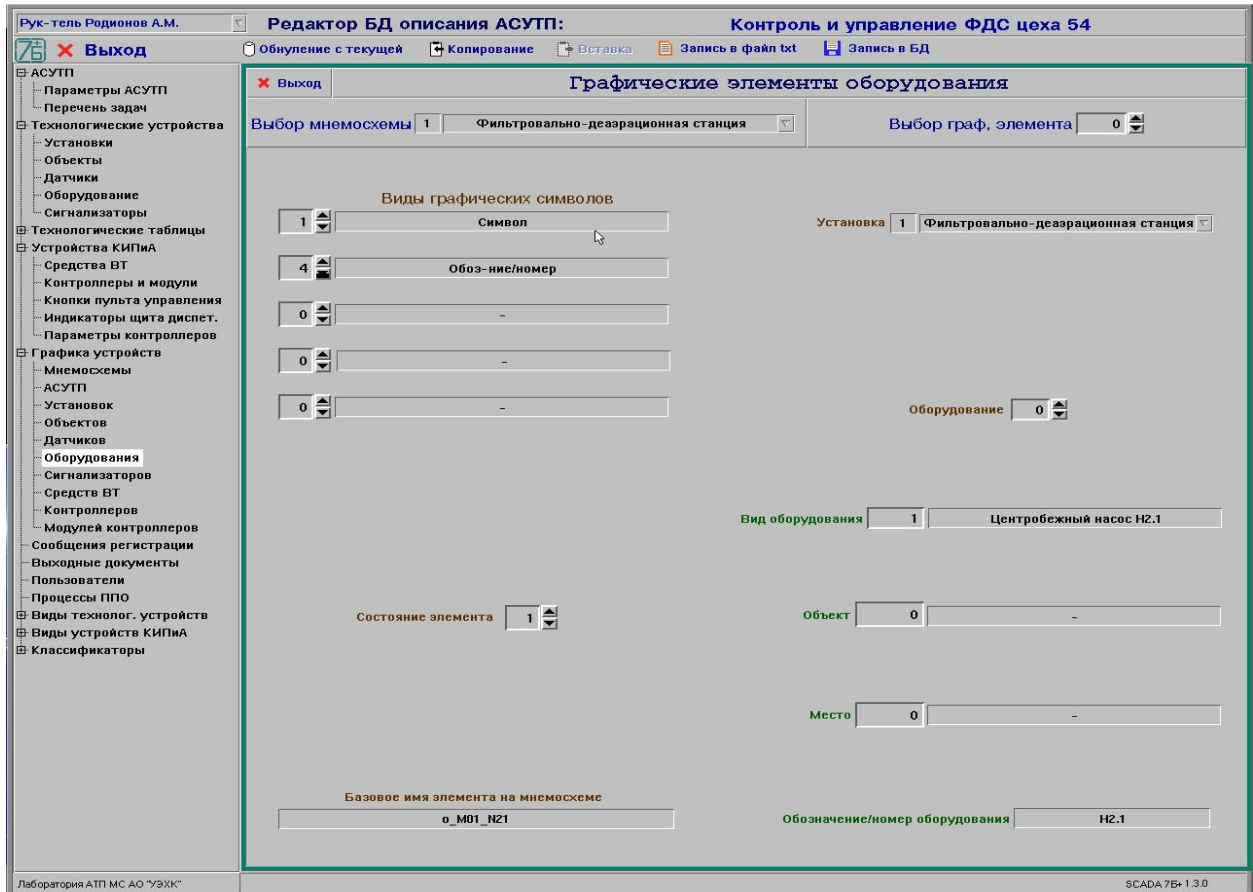 Рук-тель Родионов А.М.
Редактор БД описания АСУТП: Контроль и управление ФДС цеха 54
7Б Выход Обнуление с текущей Копирование Вставка Запись в файл txt Запись в БД
АСУТП
Параметры АСУТП
Перечень задач
Технологические устройства
Установки
Объекты
Датчики
Оборудование
Сигнализаторы
Технологические таблицы
Устройства КИПиА
Средства ВТ
Контроллеры и модули
Кнопки пульта управления
Индикаторы щита диспет.
Параметры контроллеров
Графика устройств
Мнемосхемы
АСУТП
Установок
Объектов
Датчиков
Оборудования
Сигнализаторов
Средств ВТ
Контроллеров
Модулей контроллеров
Сообщения регистрации
Выходные документы
Пользователи
Процессы ППО
Виды технолог. устройств
Виды устройств КИПиА
Классификаторы
Выход Графические элементы оборудования
Выбор мнемосхемы 1 Фильтровально-деаэрационная станция Выбор граф, элемента 0
Виды графических символов
1 Символ Установка 1 Фильтровально-деаэрационная станция
4 Обоз-ние/номер
0 -
0 -
0 - Оборудование 0
Вид оборудования 1 Центробежный насос Н2.1
Состояние элемента 1 Объект 0 -
Место 0 -
Базовое имя элемента на мнемосхеме
o_M01_N21 Обозначение/номер оборудования Н2.1
Лаборатория АТП МС АО "УЭХК" SCADA 7Б+ 1.3.0